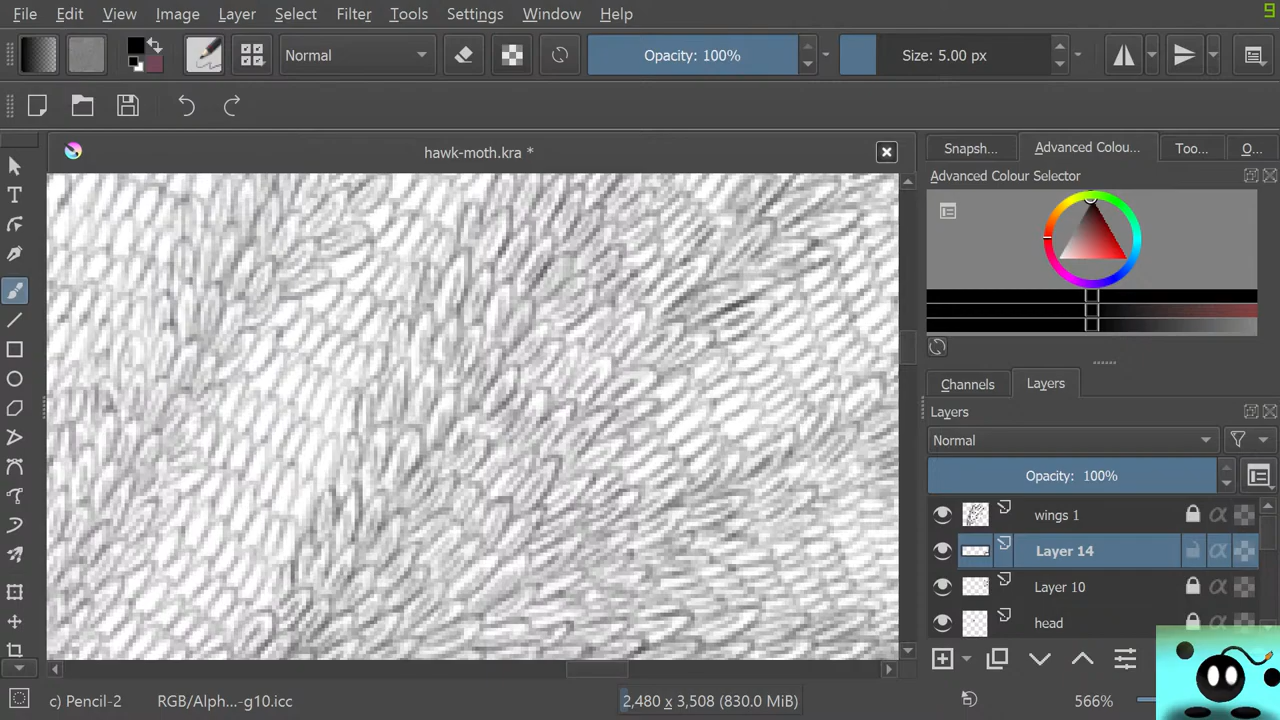 File Edit View Image Layer Select Filter Tools Settings Window Help
9
Normal
Opacity: 100%
Size: 5.00 px
hawk-moth.kra *
Snapsh... Advanced Colou... Too... O...
Advanced Colour Selector
Channels Layers
Layers
Normal
Opacity: 100%
wings 1
Layer 14
Layer 10
head
c) Pencil-2
RGB/Alph...-g10.icc
2,480 x 3,508 (830.0 MiB)
566%